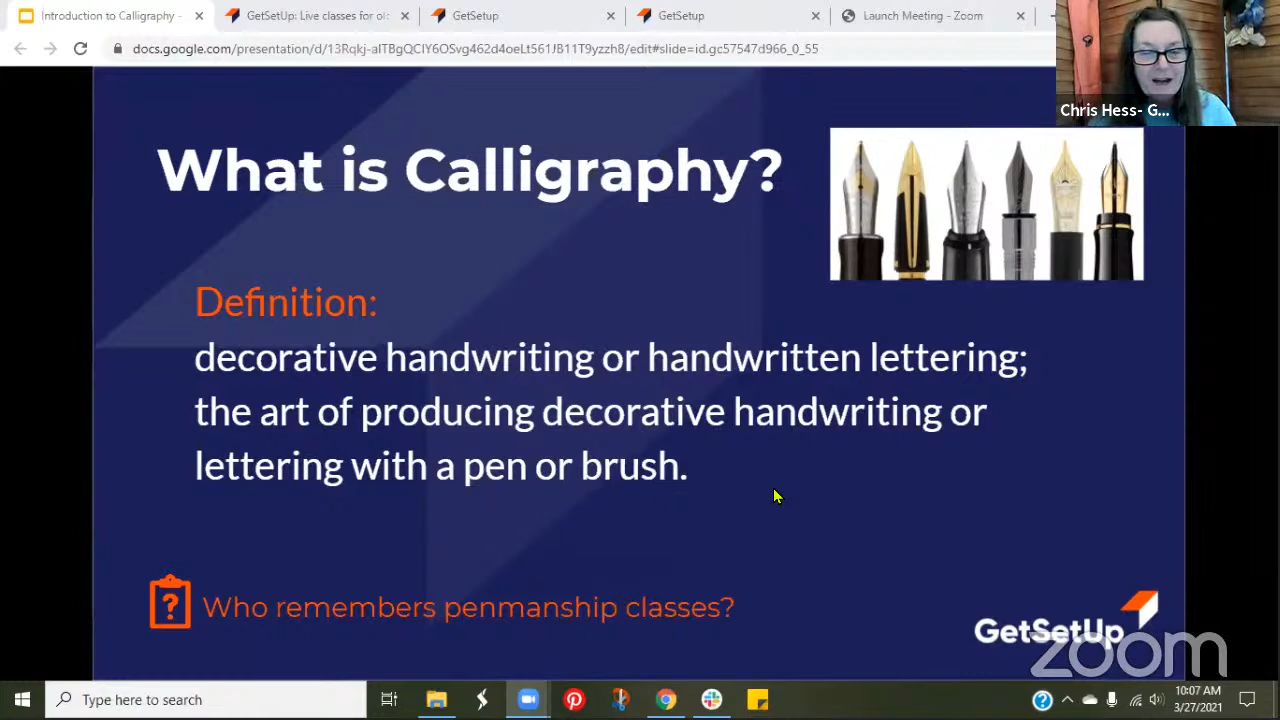 Introduction to Calligraphy -
GetSetUp: Live classes for ol
GetSetup
GetSetup
Launch Meeting - Zoom
docs.google.com/presentation/d/13Rqkj-alTBgQCIY6OSvg462d4oeLt561J811T9yzzh8/edit#slide=id.gc57547d966_0_55
Chris Hess- G...
What is Calligraphy?
Definition:
decorative handwriting or handwritten lettering;
the art of producing decorative handwriting or
lettering with a pen or brush.
?
Who remembers penmanship classes?
GetSetUp
zoom
Type here to search
10:07 AM
3/27/2021